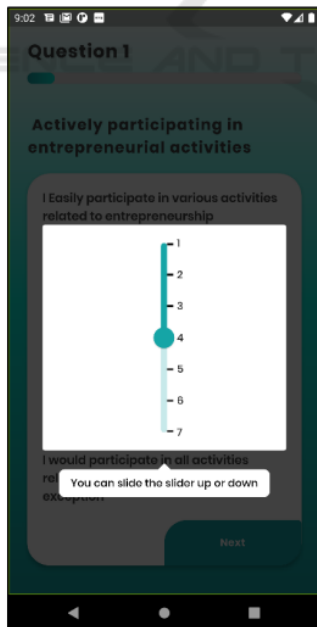 9:02
Question 1
Actively participating in
entrepreneurial activities
I Easily participate in various activities
related to entrepreneurship
1
2
3
4
5
6
7
I would participate in all activities
You can slide the slider up or down
Next